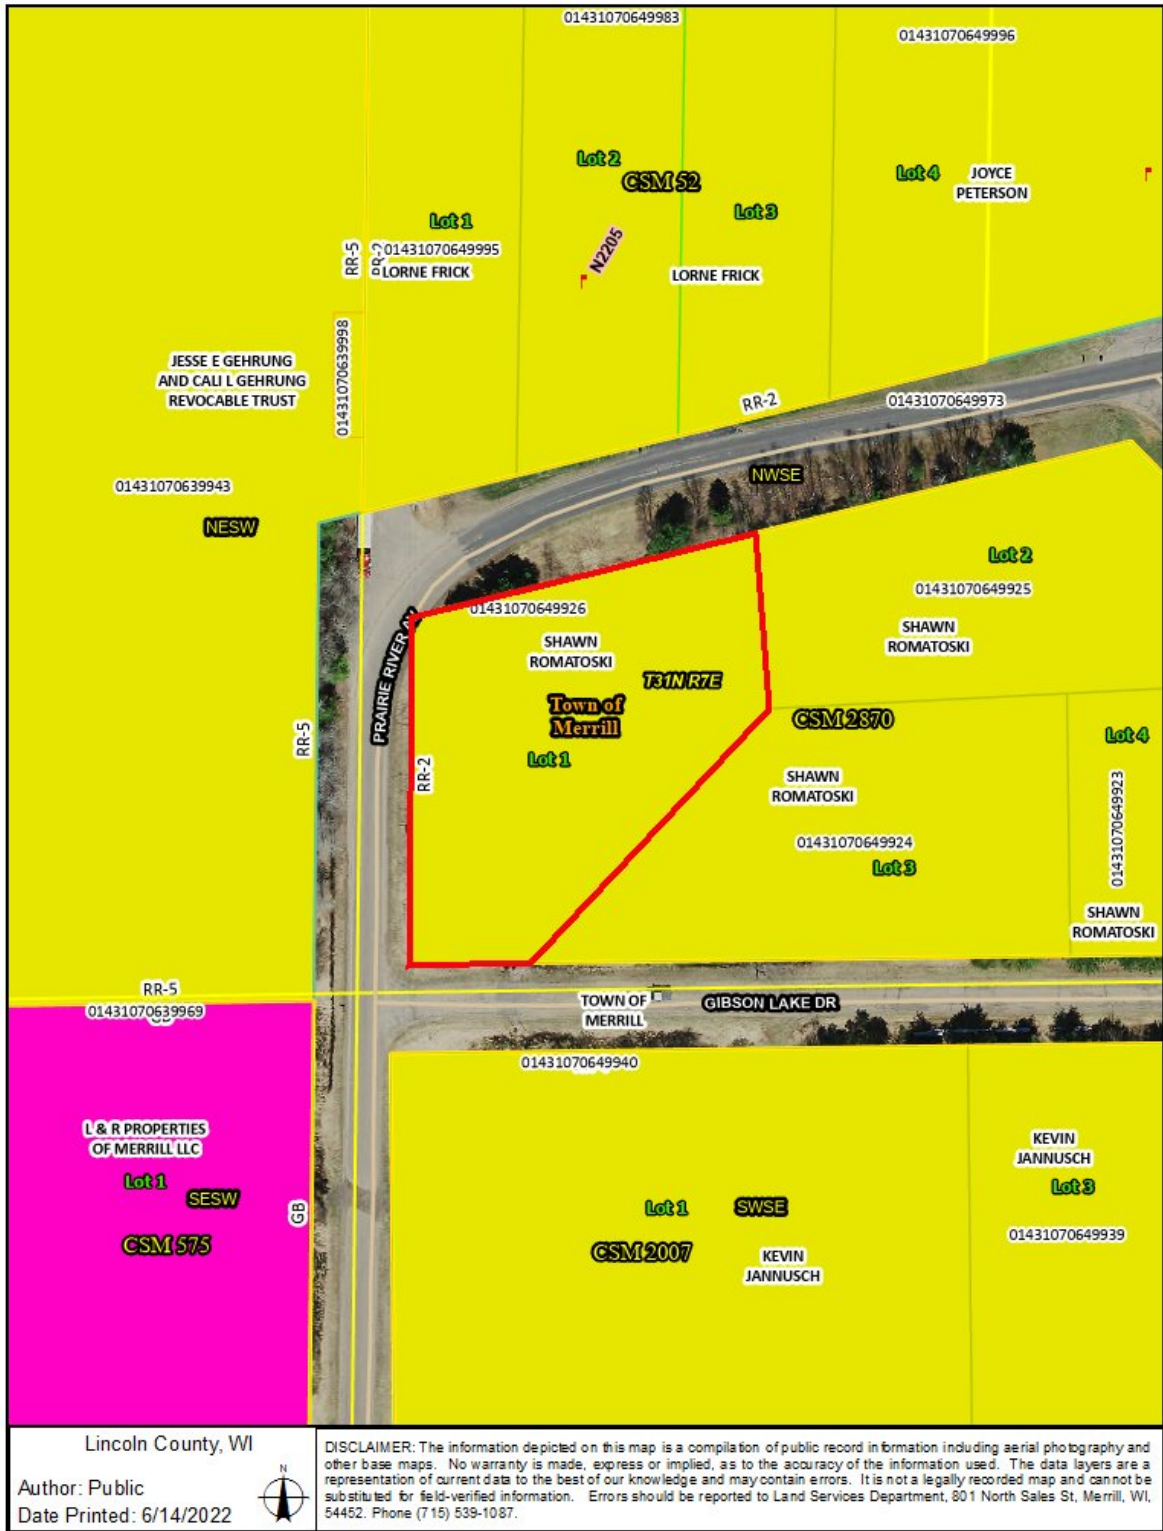 01431070649983
01431070649996
Lot 2
CSM 52
Lot 4
JOYCE
PETERSON
Lot 1
Lot 3
RR-5
RR-2
01431070649995
LORNE FRICK
N2205
LORNE FRICK
JESSE E GEHRUNG
AND CALI L GEHRUNG
REVOCABLE TRUST
01431070639998
RR-2
01431070649973
01431070639943
NESW
NWSE
Lot 2
01431070649925
01431070649926
SHAWN
ROMATOSKI
SHAWN
ROMATOSKI
T31N R7E
PRAIRIE RIVER AV
Town of
Merrill
CSM 2870
RR-5
RR-2
Lot 1
Lot 4
SHAWN
ROMATOSKI
01431070649923
01431070649924
Lot 3
SHAWN
ROMATOSKI
RR-5
01431070639969
GB
TOWN OF
MERRILL
GIBSON LAKE DR
01431070649940
L & R PROPERTIES
OF MERRILL LLC
KEVIN
JANNUSCH
Lot 1
SESW
GB
Lot 1
SWSE
Lot 3
CSM 575
CSM 2007
KEVIN
JANNUSCH
01431070649939
Lincoln County, WI
Author: Public
Date Printed: 6/14/2022
N
DISCLAIMER: The information depicted on this map is a compilation of public record information including aerial photography and
other base maps. No warranty is made, express or implied, as to the accuracy of the information used. The data layers are a
representation of current data to the best of our knowledge and may contain errors. It is not a legally recorded map and cannot be
substituted for field-verified information. Errors should be reported to Land Services Department, 801 North Sales St, Merrill, WI,
54452. Phone (715) 539-1087.